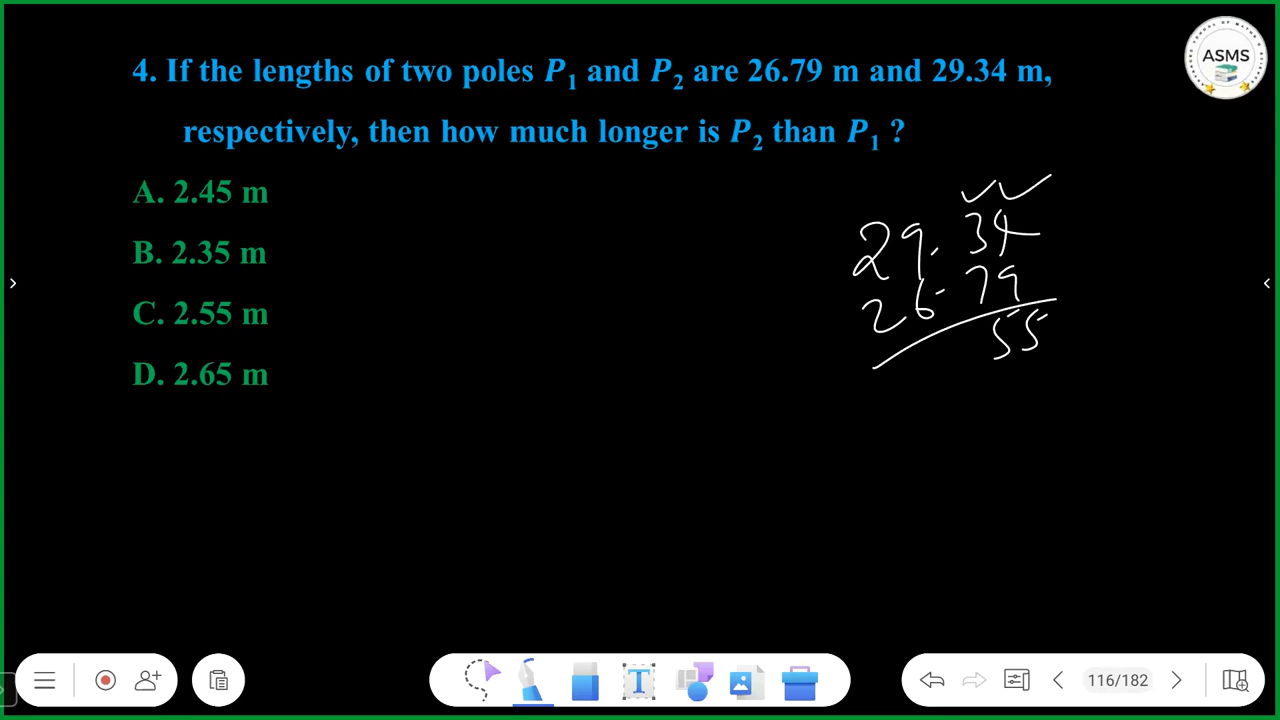 4. If the lengths of two poles P₁ and P₂ are 26.79 m and 29.34 m,
respectively, then how much longer is P₂ than P₁ ?
A. 2.45 m
B. 2.35 m
C. 2.55 m
D. 2.65 m
29.34
26.79
55
ASMS
116/182